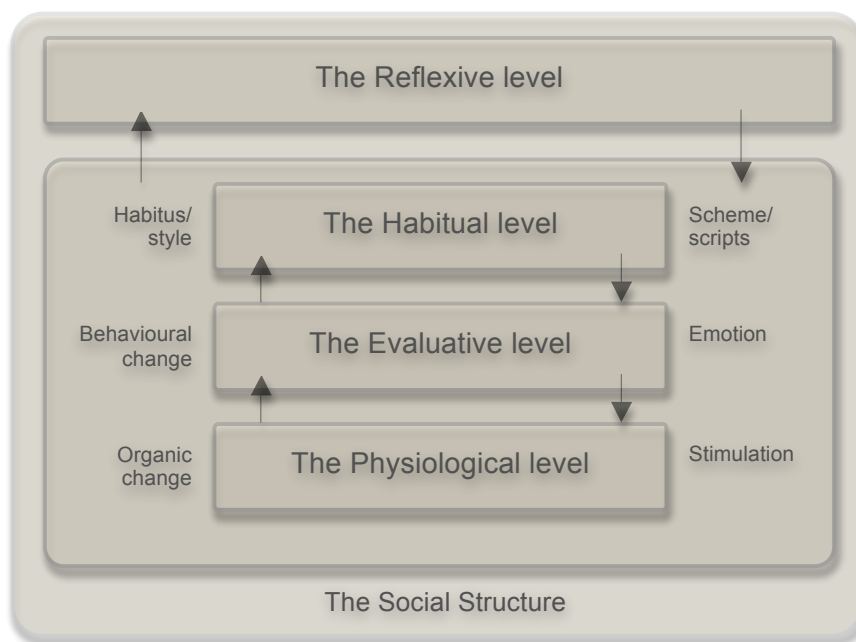 The Reflexive level
Habitus/
style
The Habitual level
Scheme/
scripts
Behavioural
change
The Evaluative level
Emotion
Organic
change
The Physiological level
Stimulation
The Social Structure